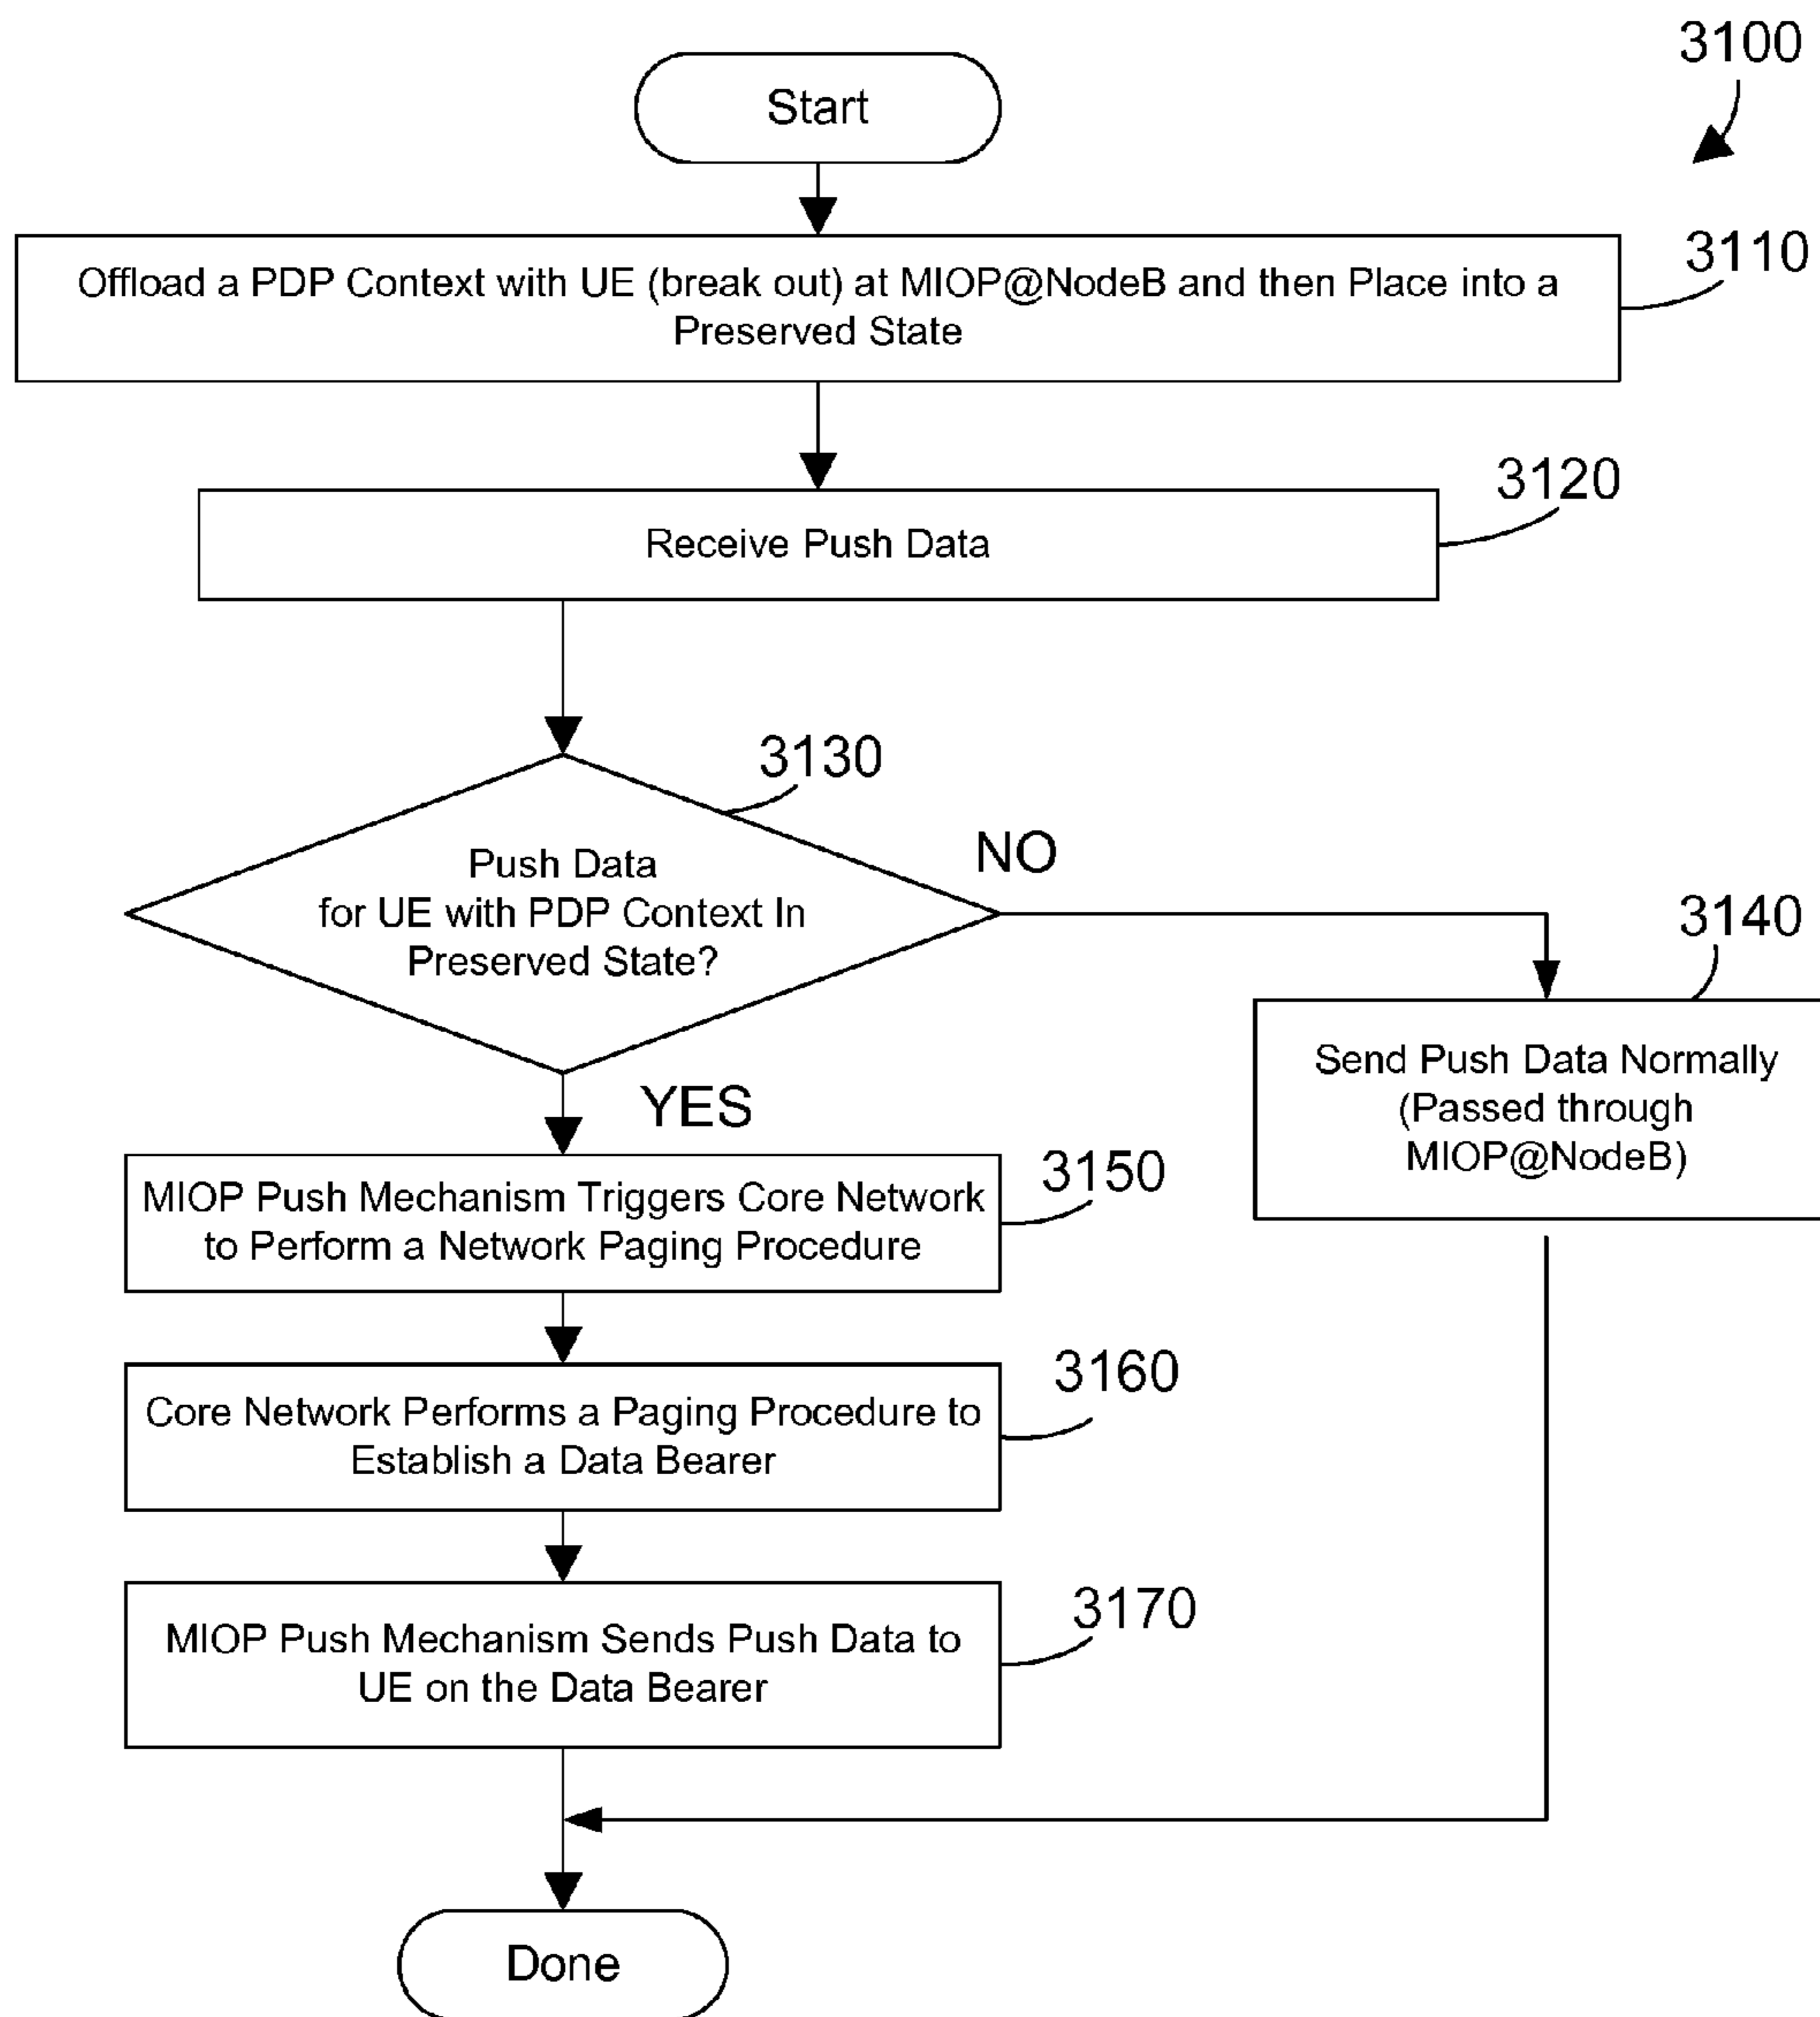 3100
Start
Offload a PDP Context with UE (break out) at MIOP@NodeB and then Place into a
Preserved State
3110
3120
Receive Push Data
3130
Push Data
for UE with PDP Context In
Preserved State?
NO
3140
Send Push Data Normally
(Passed through
MIOP@NodeB)
YES
3150
MIOP Push Mechanism Triggers Core Network
to Perform a Network Paging Procedure
3160
Core Network Performs a Paging Procedure to
Establish a Data Bearer
3170
MIOP Push Mechanism Sends Push Data to
UE on the Data Bearer
Done